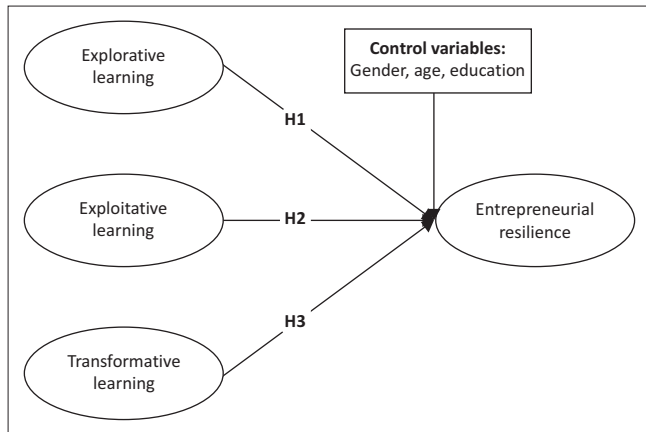 Explorative
learning
Control variables:
Gender, age, education
H1
Exploitative
learning
H2
Entrepreneurial
resilience
H3
Transformative
learning